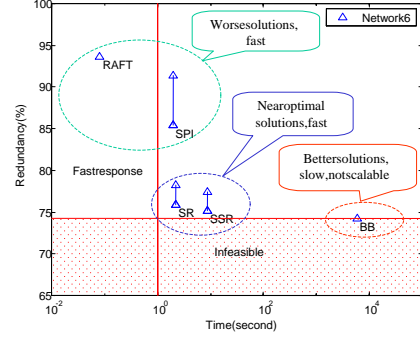 Network6
Worsesolutions,
fast
Nearoptimal
solutions,fast
Bettersolutions,
slow,notscalable
RAFT
SPI
SR
SSR
BB
Fastresponse
Infeasible
Redundancy(%)
100
95
90
85
80
75
70
65
10^-2
10^0
10^2
10^4
Time(second)